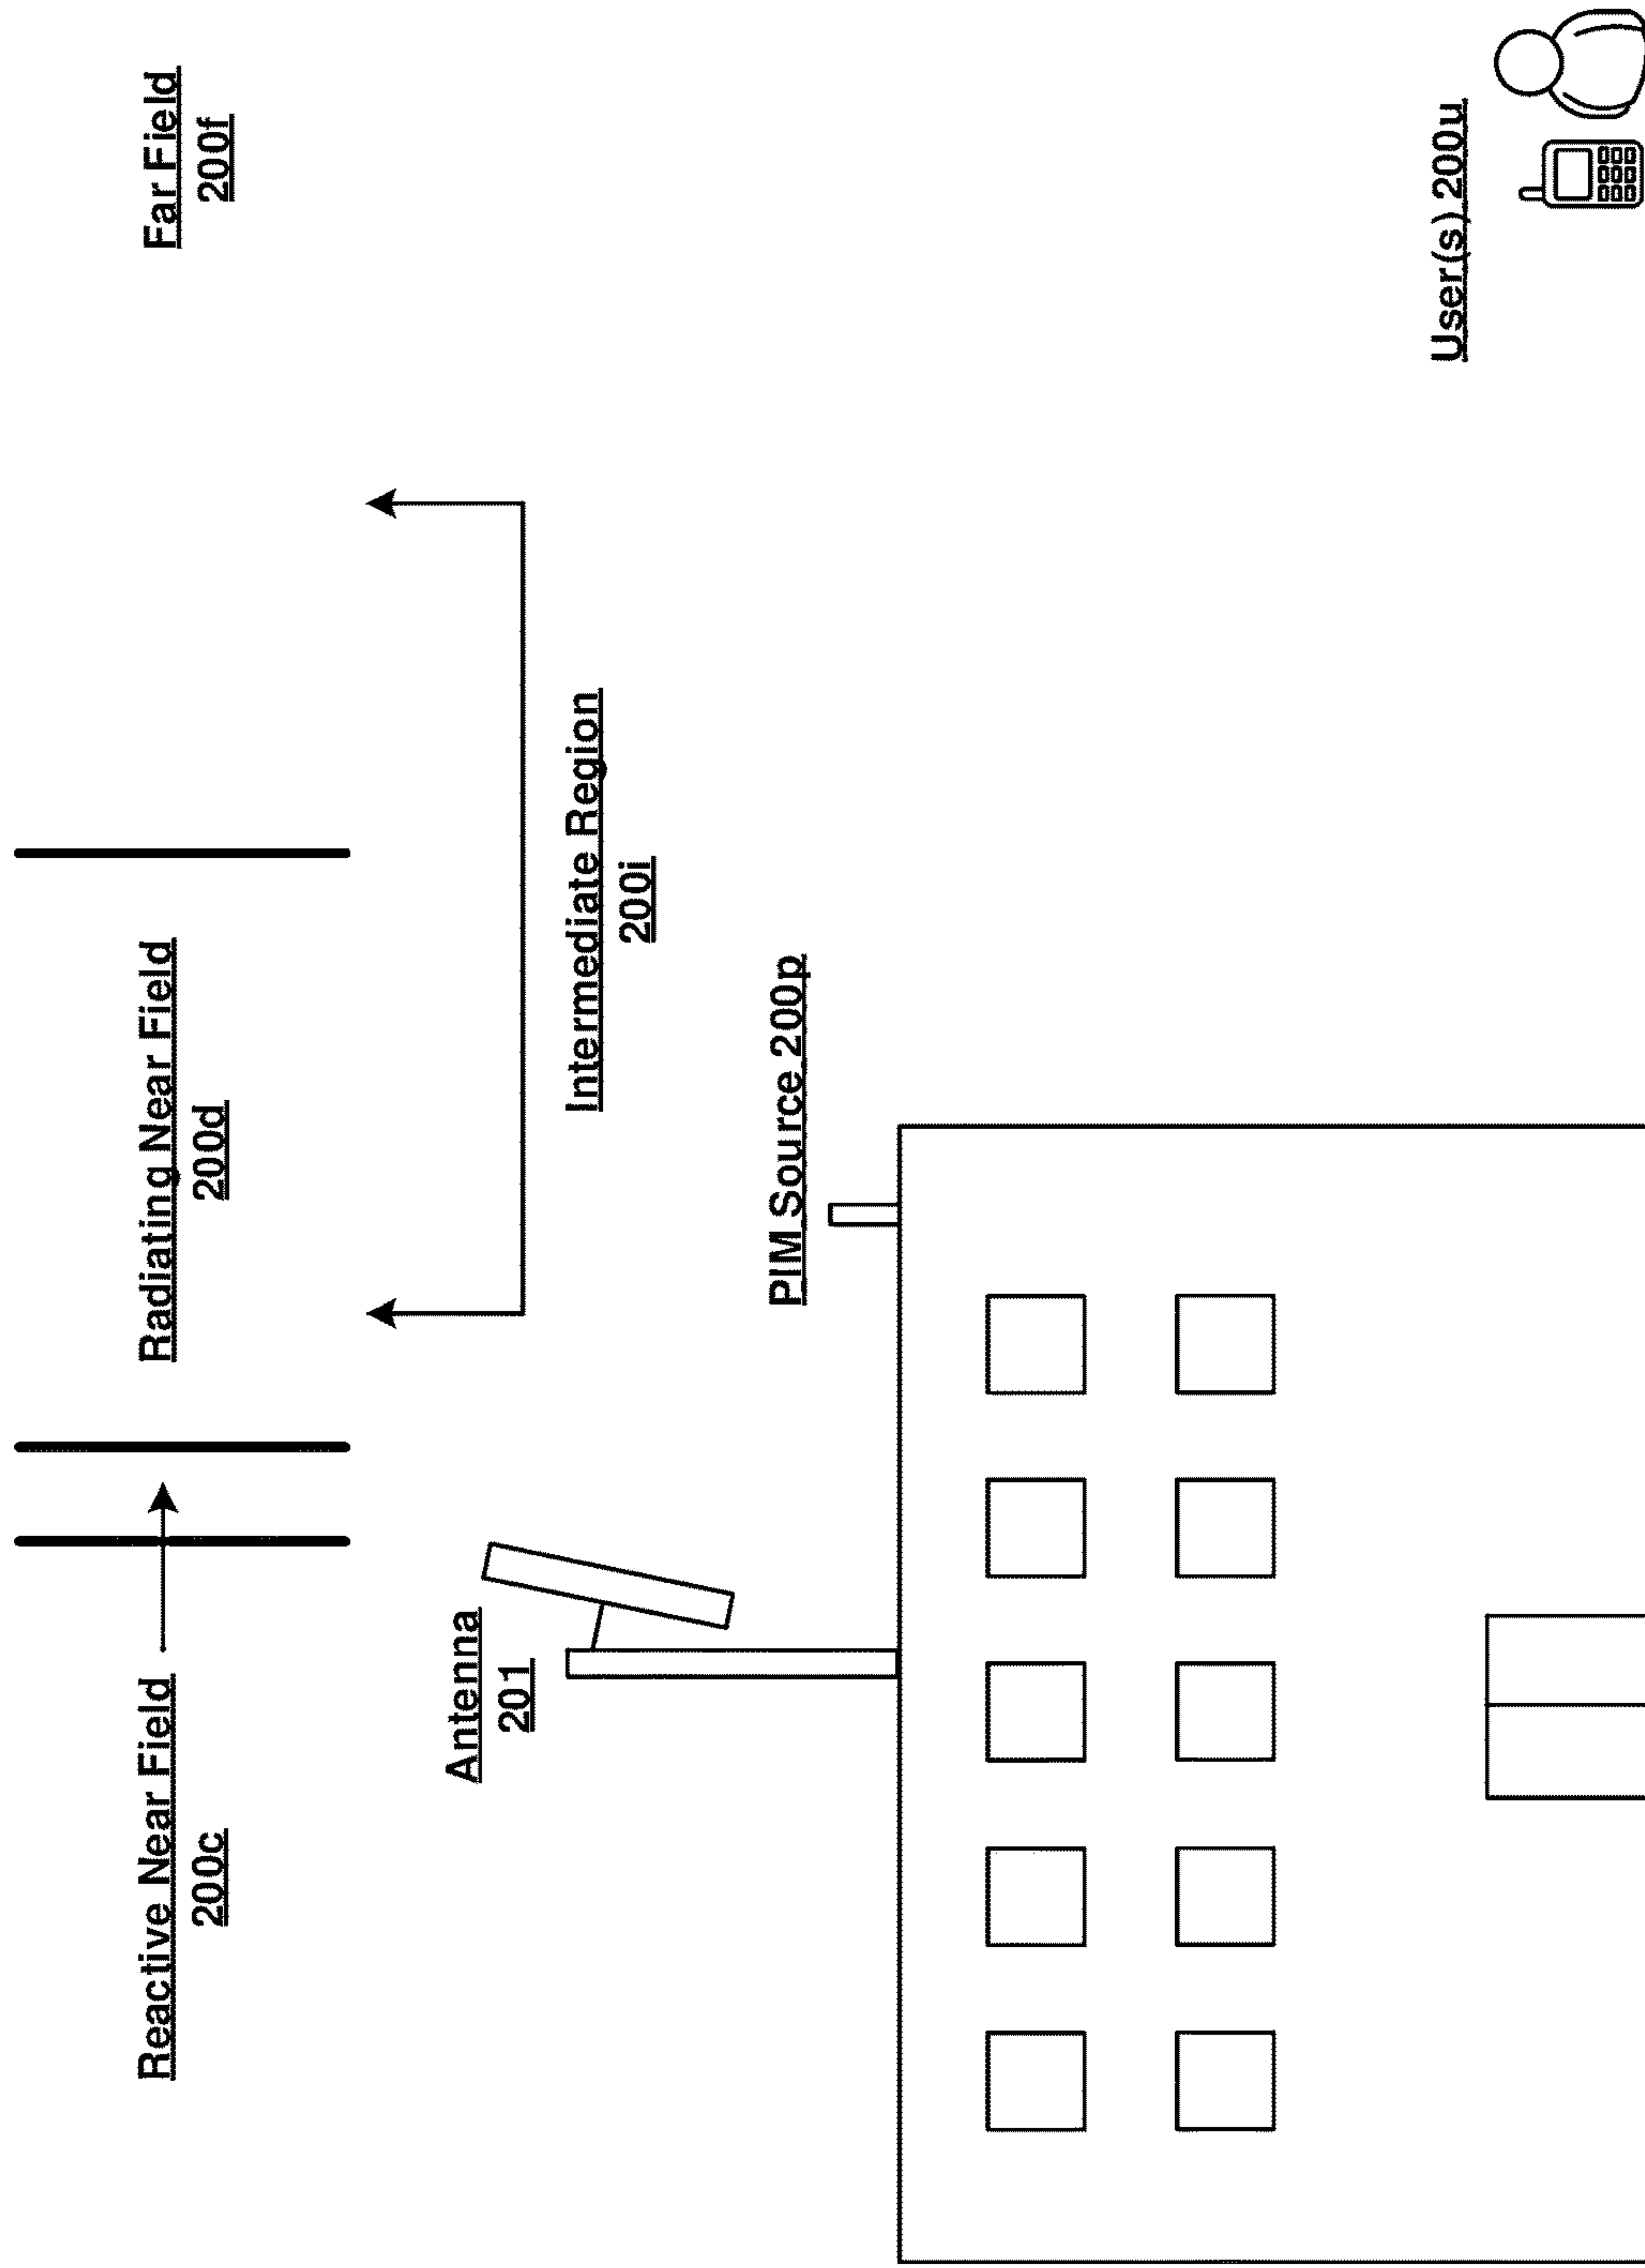 Reactive Near Field
200c
Radiating Near Field
200d
Far Field
200f
Antenna
201
Intermediate Region
200i
PIM Source 200p
User(s) 200u